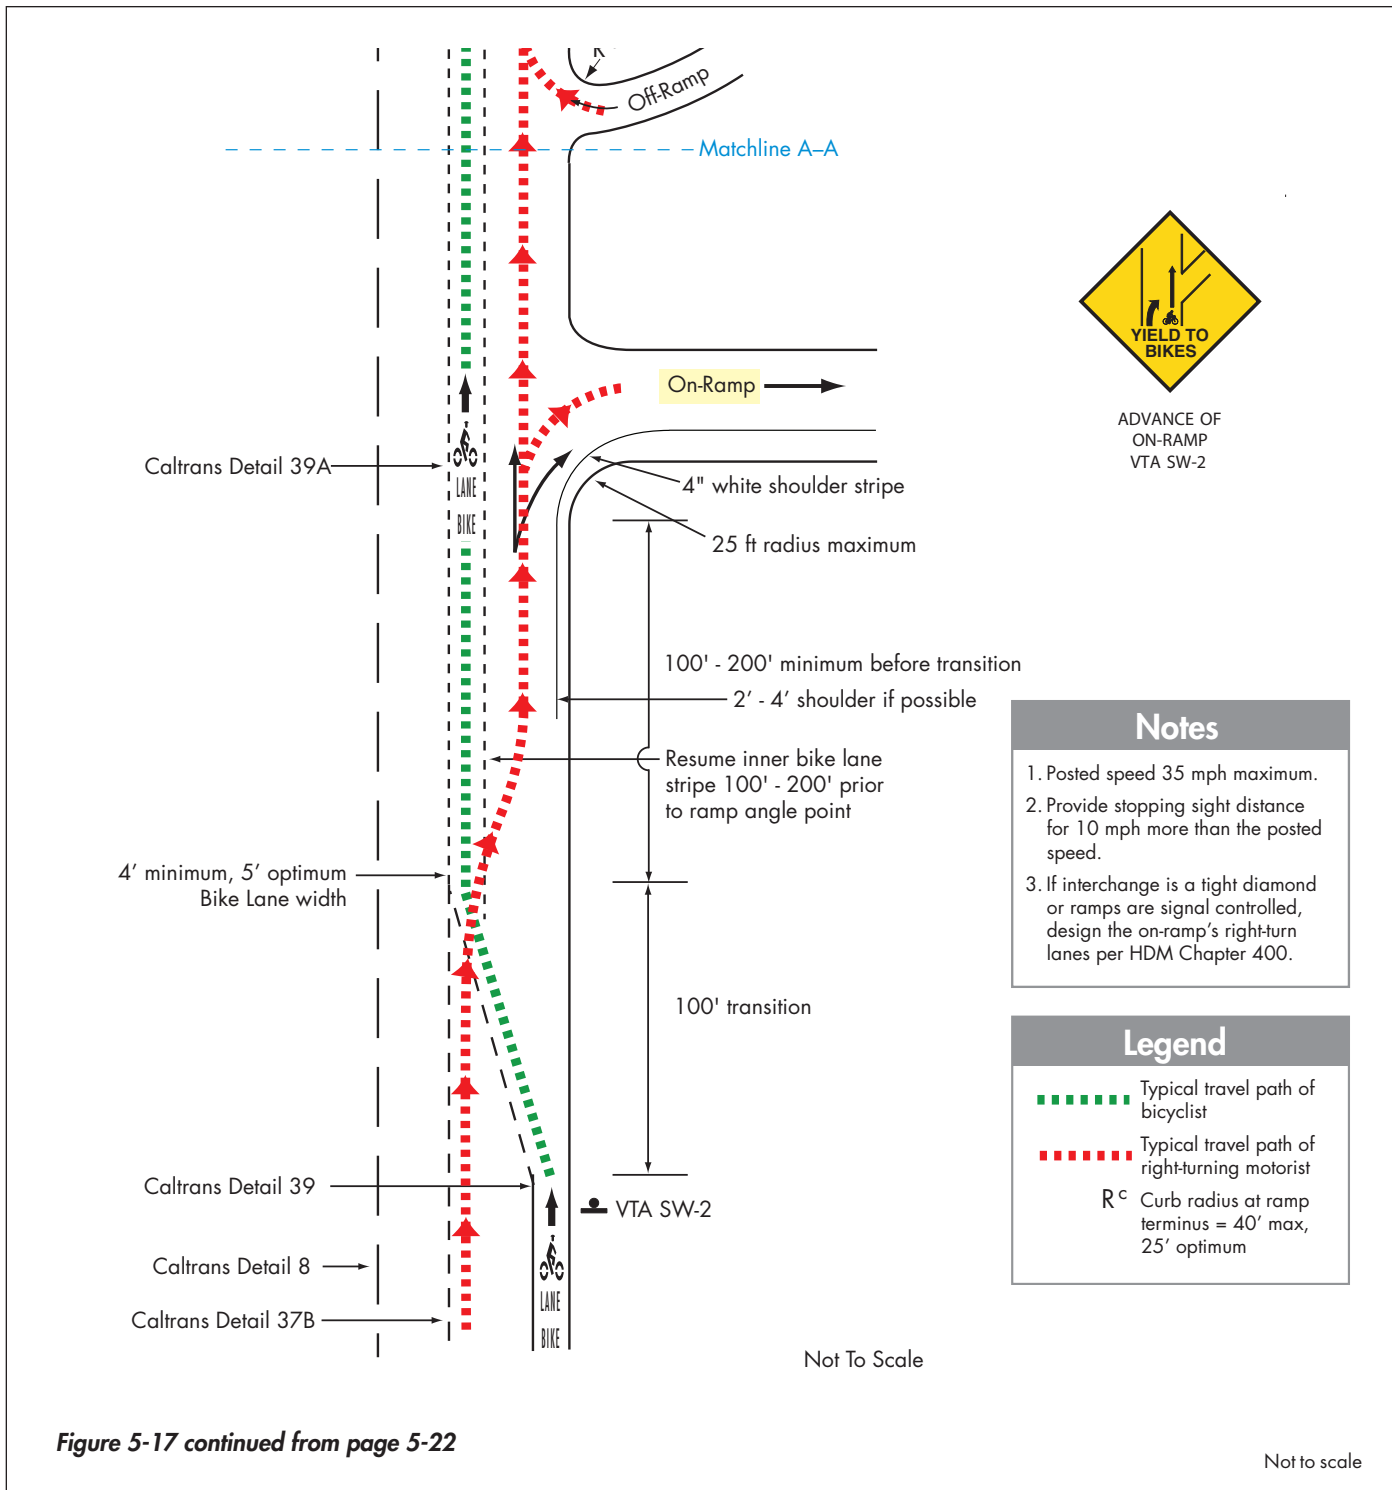 R
Off-Ramp
Matchline A–A
YIELD TO
BIKES
On-Ramp
ADVANCE OF
ON-RAMP
VTA SW-2
Caltrans Detail 39A
LANE
BIKE
4" white shoulder stripe
25 ft radius maximum
100' - 200' minimum before transition
2’ - 4’ shoulder if possible
Resume inner bike lane
stripe 100' - 200' prior
to ramp angle point
4’ minimum, 5’ optimum
Bike Lane width
100' transition
Caltrans Detail 39
VTA SW-2
Caltrans Detail 8
LANE
BIKE
Caltrans Detail 37B
Not To Scale
Notes
1. Posted speed 35 mph maximum.
2. Provide stopping sight distance
for 10 mph more than the posted
speed.
3. If interchange is a tight diamond
or ramps are signal controlled,
design the on-ramp’s right-turn
lanes per HDM Chapter 400.
Legend
Typical travel path of
bicyclist
Typical travel path of
right-turning motorist
R c Curb radius at ramp
terminus = 40’ max,
25’ optimum
Figure 5-17 continued from page 5-22
Not to scale